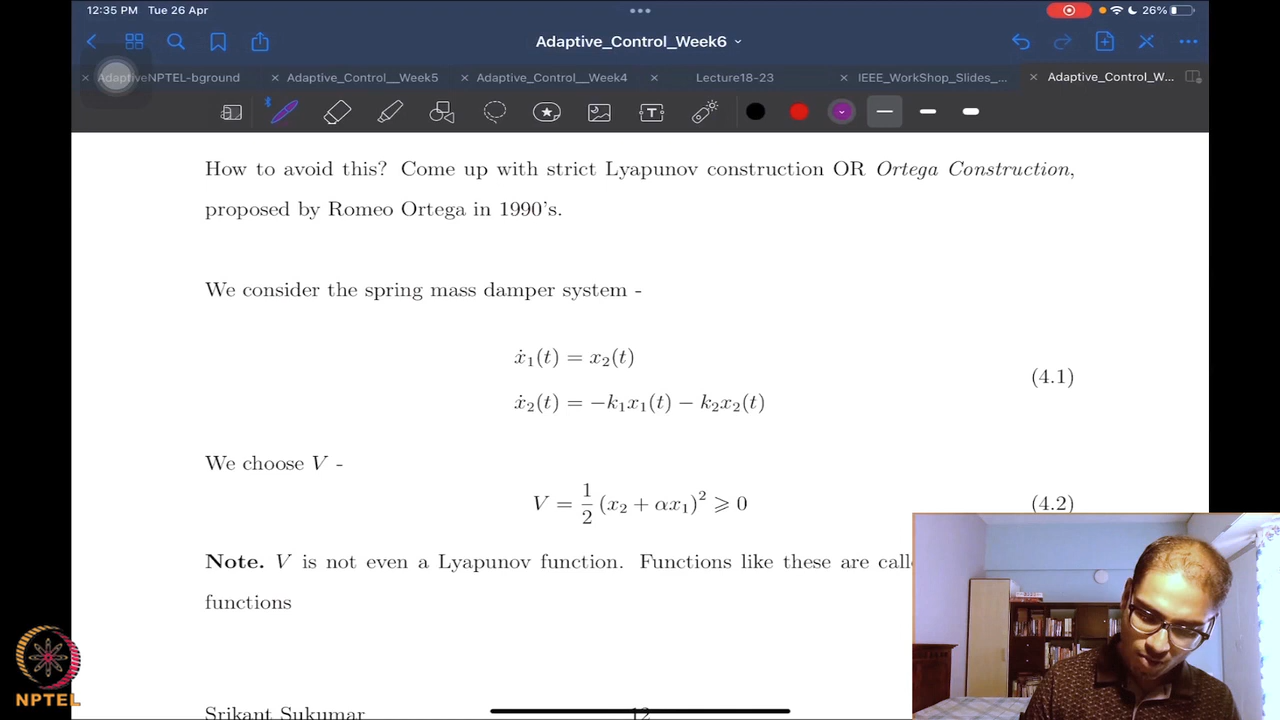 12:35 PM Tue 26 Apr
26%
Adaptive_Control_Week6
AdaptiveNPTEL-bground
Adaptive_Control__Week5
Adaptive_Control__Week4
Lecture18-23
IEEE_WorkShop_Slides_...
Adaptive_Control_W...
How to avoid this? Come up with strict Lyapunov construction OR Ortega Construction,
proposed by Romeo Ortega in 1990's.
We consider the spring mass damper system -
ẋ₁(t) = x₂(t)
ẋ₂(t) = −k₁x₁(t) − k₂x₂(t)
(4.1)
We choose V -
V = 1/2 (x₂ + αx₁)² ⩾ 0 (4.2)
Note. V is not even a Lyapunov function. Functions like these are
functions
Srikant Sukumar 12
NPTEL